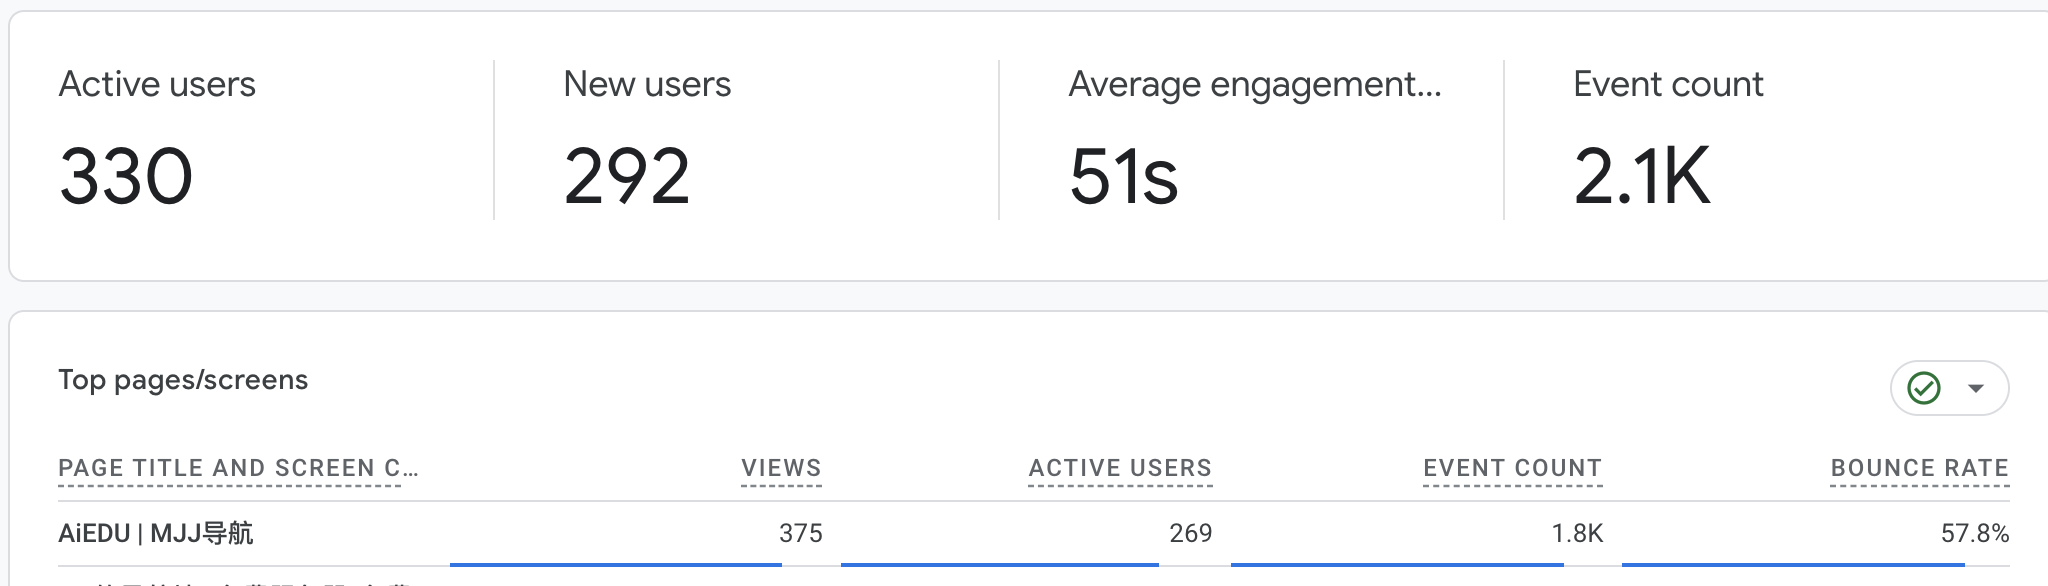 Active users
New users
Average engagement...
Event count
330
292
51s
2.1K
Top pages/screens
PAGE TITLE AND SCREEN C...
VIEWS
ACTIVE USERS
EVENT COUNT
BOUNCE RATE
AiEDU | MJJ导航
375
269
1.8K
57.8%